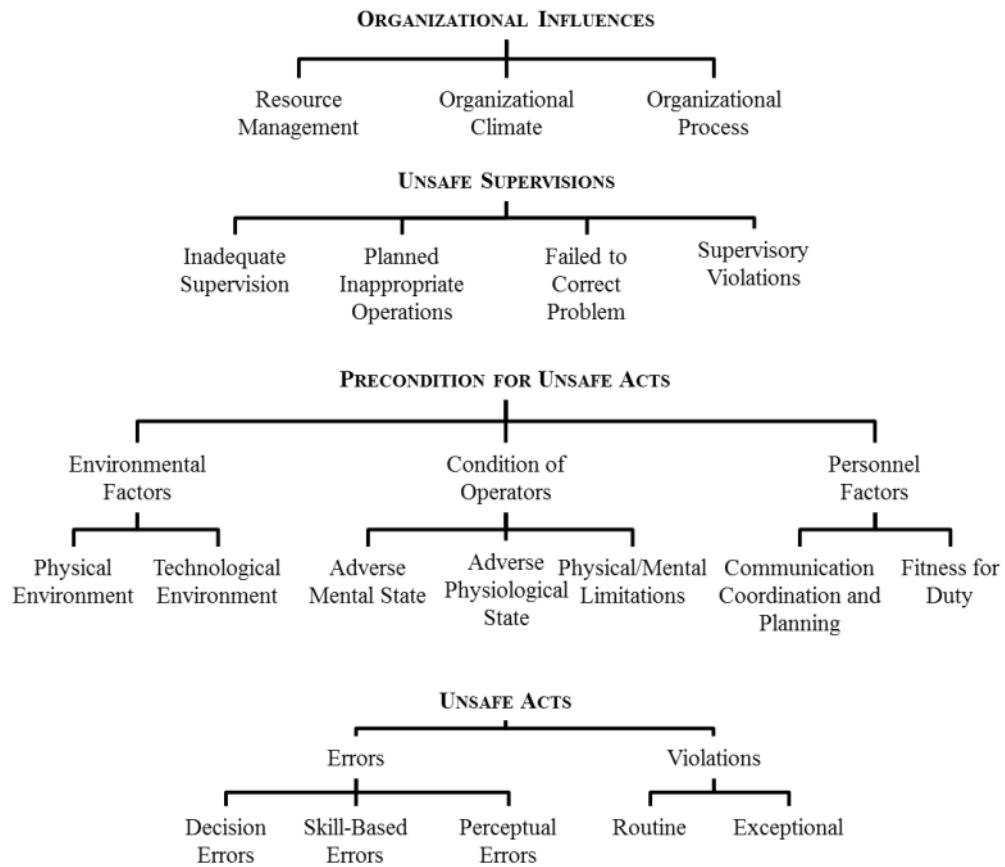 ORGANIZATIONAL INFLUENCES
Resource
Management
Organizational
Climate
Organizational
Process
UNSAFE SUPERVISIONS
Inadequate
Supervision
Planned
Inappropriate
Operations
Failed to
Correct
Problem
Supervisory
Violations
PRECONDITION FOR UNSAFE ACTS
Environmental
Factors
Condition of
Operators
Personnel
Factors
Physical
Environment
Technological
Environment
Adverse
Mental State
Adverse
Physiological
State
Physical/Mental
Limitations
Communication
Coordination and
Planning
Fitness for
Duty
UNSAFE ACTS
Errors
Violations
Decision
Errors
Skill-Based
Errors
Perceptual
Errors
Routine
Exceptional